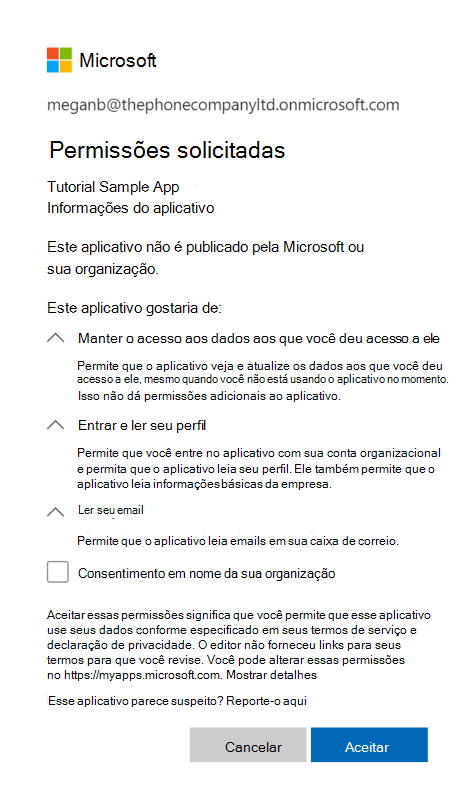 Microsoft
meganb@thephonecompanyltd.onmicrosoft.com
Permissões solicitadas
Tutorial Sample App
Informações do aplicativo
Este aplicativo não é publicado pela Microsoft ou
sua organização.
Este aplicativo gostaria de:
Manter o acesso aos dados aos que você deu acesso a ele
Permite que o aplicativo veja e atualize os dados aos que você deu
acesso a ele, mesmo quando você não está usando o aplicativo no momento.
Isso não dá permissões adicionais ao aplicativo.
Entrar e ler seu perfil
Permite que você entre no aplicativo com sua conta organizacional
e permita que o aplicativo leia seu perfil. Ele também permite que o
aplicativo leia informações básicas da empresa.
Ler seu email
Permite que o aplicativo leia emails em sua caixa de correio.
Consentimento em nome da sua organização
Aceitar essas permissões significa que você permite que esse aplicativo
use seus dados conforme especificado em seus termos de serviço e
declaração de privacidade. O editor não forneceu links para seus
termos para que você revise. Você pode alterar essas permissões
no https://myapps.microsoft.com. Mostrar detalhes
Esse aplicativo parece suspeito? Reporte-o aqui
Cancelar
Aceitar